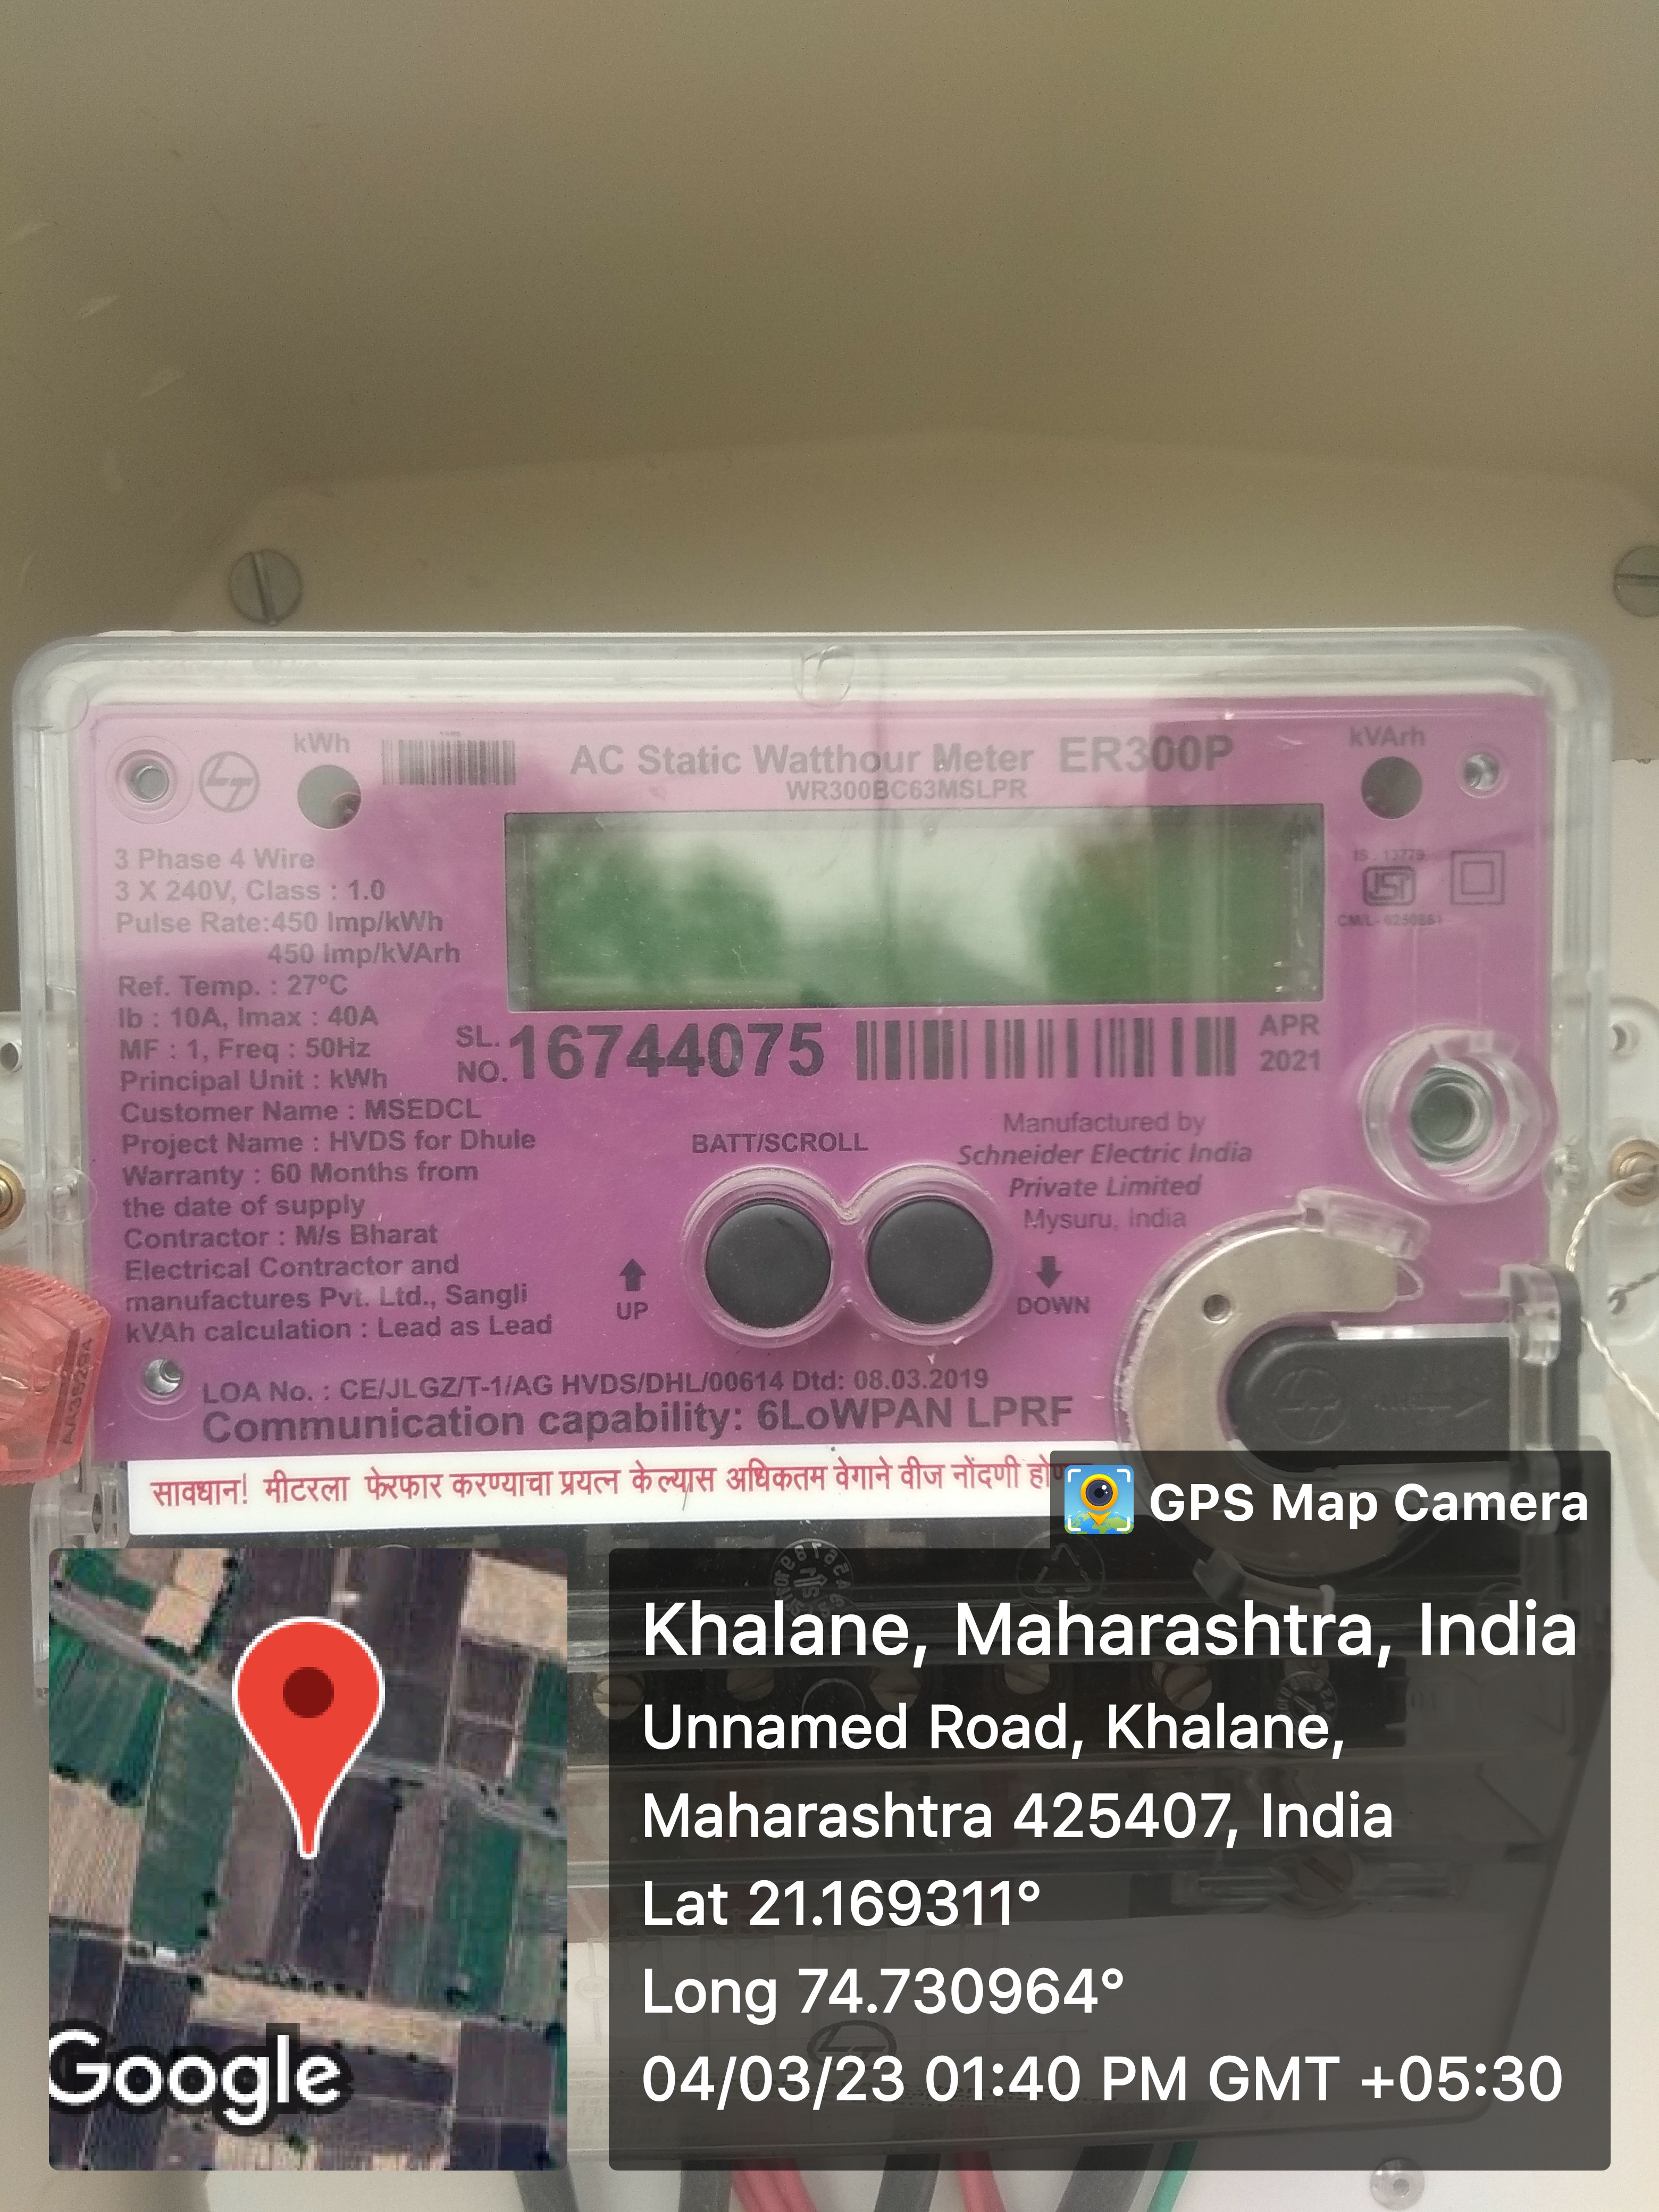 kWh
AC Static Watthour Meter ER300P
WR300BC63MSLPR
kVArh
3 Phase 4 Wire
3 X 240V, Class : 1.0
Pulse Rate:450 Imp/kWh
450 Imp/kVArh
Ref. Temp. : 27°C
Ib : 10A, Imax : 40A
MF : 1, Freq : 50Hz
Principal Unit : kWh
Customer Name : MSEDCL
Project Name : HVDS for Dhule
Warranty : 60 Months from
the date of supply
Contractor : M/s Bharat
Electrical Contractor and
manufactures Pvt. Ltd., Sangli
kVAh calculation : Lead as Lead
IS : 13779
SL. NO. 16744075
APR
2021
BATT/SCROLL
UP
DOWN
Manufactured by
Schneider Electric India
Private Limited
Mysuru, India
LOA No. : CE/JLGZ/T-1/AG HVDS/DHL/00614 Dtd: 08.03.2019
Communication capability: 6LoWPAN LPRF
सावधान! मीटरला फेरफार करण्याचा प्रयत्न केल्यास अधिकतम वेगाने वीज नोंदणी
GPS Map Camera
Khalane, Maharashtra, India
Unnamed Road, Khalane,
Maharashtra 425407, India
Lat 21.169311°
Long 74.730964°
04/03/23 01:40 PM GMT +05:30
Google